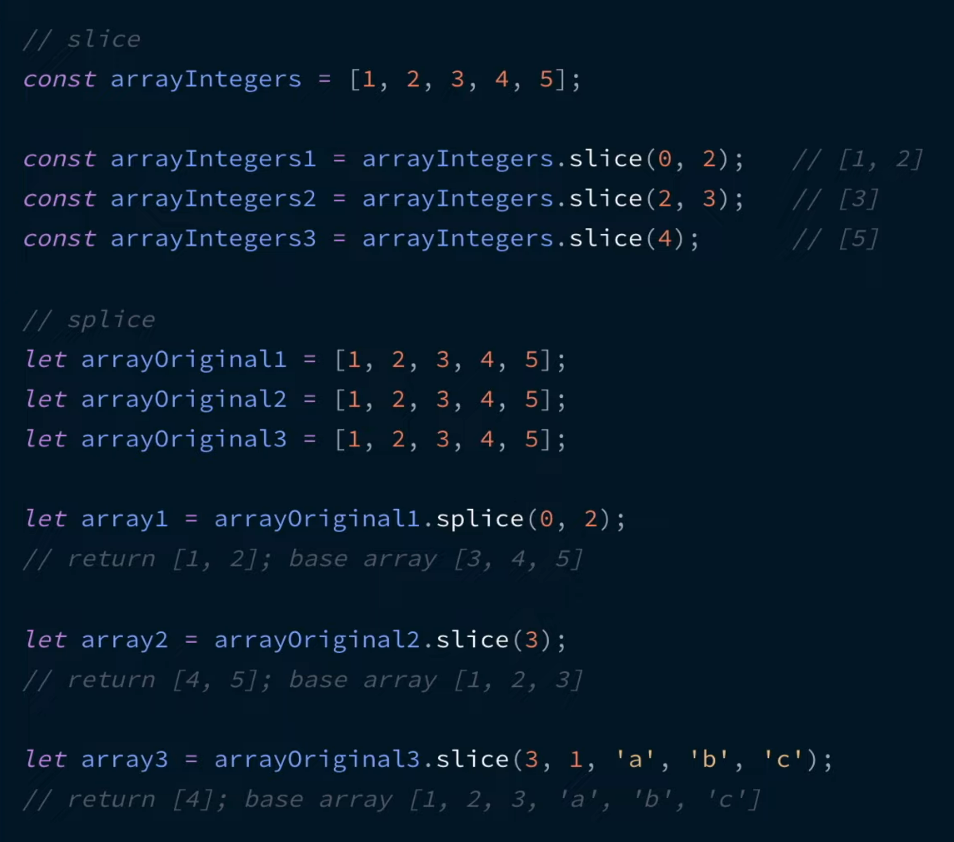 // slice
const arrayIntegers = [1, 2, 3, 4, 5];
const arrayIntegers1 = arrayIntegers.slice(0, 2);   // [1, 2]
const arrayIntegers2 = arrayIntegers.slice(2, 3);   // [3]
const arrayIntegers3 = arrayIntegers.slice(4);      // [5]
// splice
let arrayOriginal1 = [1, 2, 3, 4, 5];
let arrayOriginal2 = [1, 2, 3, 4, 5];
let arrayOriginal3 = [1, 2, 3, 4, 5];
let array1 = arrayOriginal1.splice(0, 2);
// return [1, 2]; base array [3, 4, 5]
let array2 = arrayOriginal2.slice(3);
// return [4, 5]; base array [1, 2, 3]
let array3 = arrayOriginal3.slice(3, 1, 'a', 'b', 'c');
// return [4]; base array [1, 2, 3, 'a', 'b', 'c']